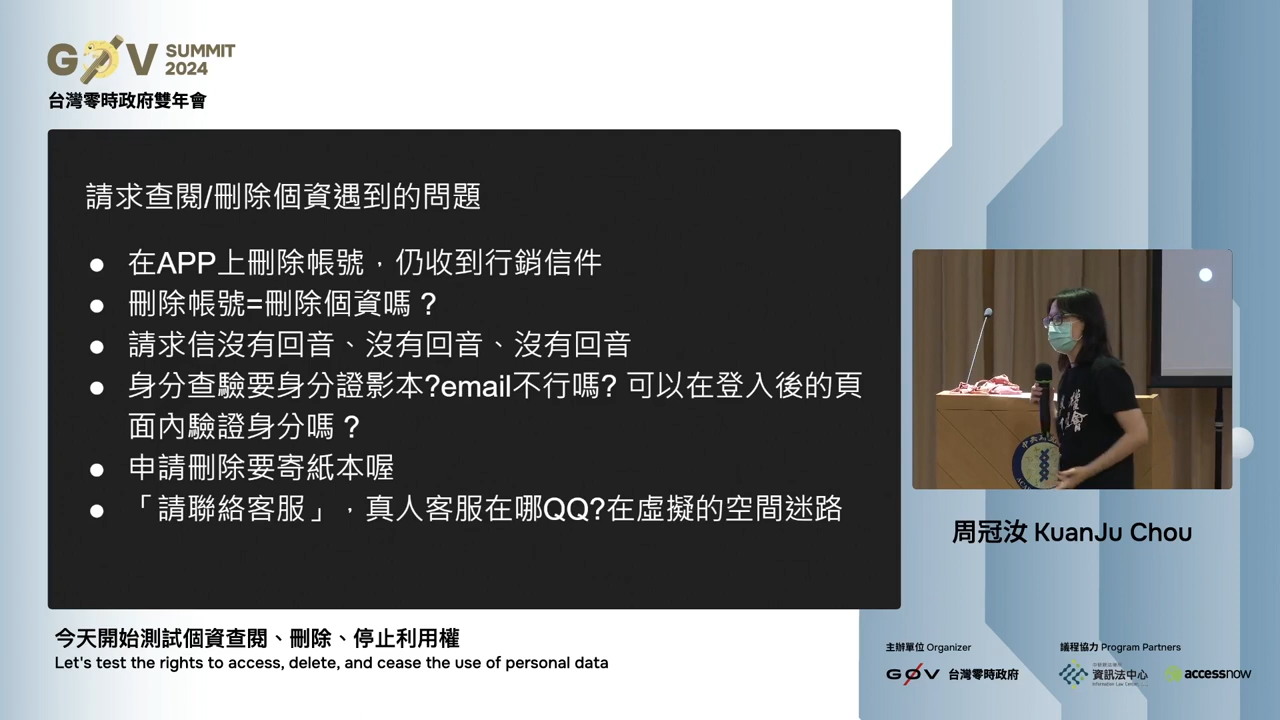 G0V SUMMIT 2024
台灣零時政府雙年會
請求查閱/刪除個資遇到的問題
● 在APP上刪除帳號，仍收到行銷信件
● 刪除帳號=刪除個資嗎？
● 請求信沒有回音、沒有回音、沒有回音
● 身分查驗要身分證影本?email不行嗎? 可以在登入後的頁
面內驗證身分嗎？
● 申請刪除要寄紙本喔
● 「請聯絡客服」，真人客服在哪QQ?在虛擬的空間迷路
周冠汝 KuanJu Chou
今天開始測試個資查閱、刪除、停止利用權
Let's test the rights to access, delete, and cease the use of personal data
主辦單位 Organizer
議程協力 Program Partners
G0V 台灣零時政府
資訊法中心
Information Law Center
accessnow